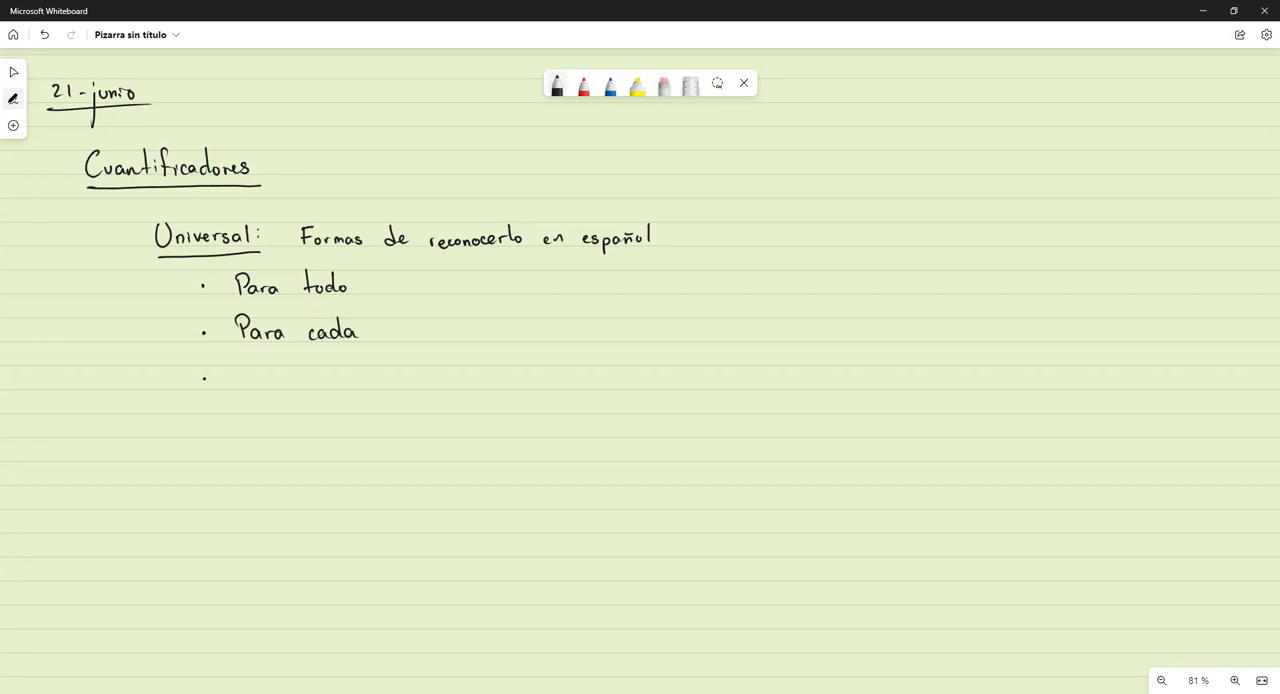 Microsoft Whiteboard
Pizarra sin título
21 - junio
Cuantificadores
Universal: Formas de reconocerlo en español
· Para todo
· Para cada
·
81 %